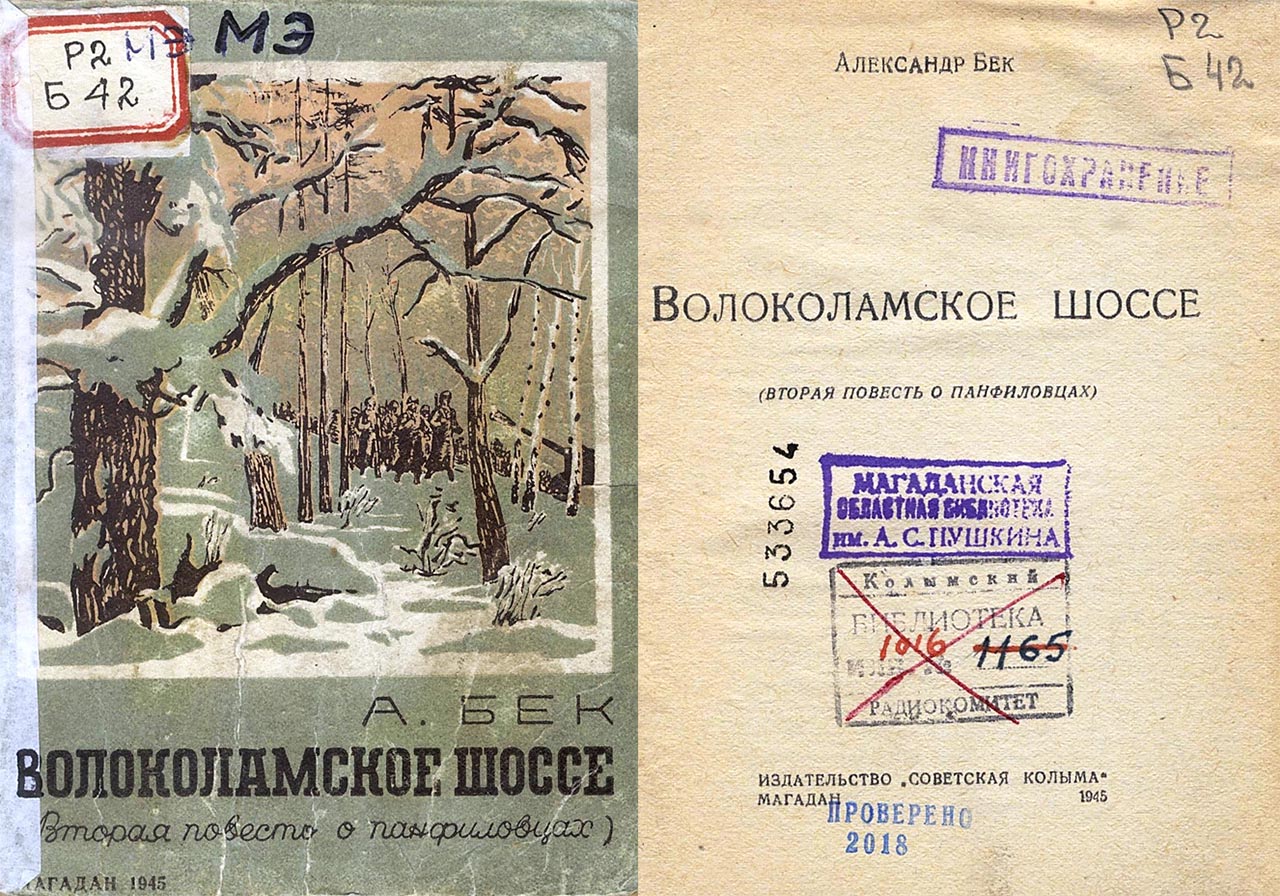 МЭ МЭ
Р2
Б 42
А. БЕК
ВОЛОКОЛАМСКОЕ ШОССЕ
(Вторая повесть о панфиловцах)
МАГАДАН 1945
Р2
Б 42
АЛЕКСАНДР БЕК
КНИГОХРАНЕНЬЕ
ВОЛОКОЛАМСКОЕ ШОССЕ
(ВТОРАЯ ПОВЕСТЬ О ПАНФИЛОВЦАХ)
533654
МАГАДАНСКАЯ
ОБЛАСТНАЯ БИБЛИОТЕКА
им. А. С. ПУШКИНА
Колымский
БИБЛИОТЕКА
1016 1165
РАДИОКОМИТЕТ
ИЗДАТЕЛЬСТВО „СОВЕТСКАЯ КОЛЫМА“
МАГАДАН 1945
ПРОВЕРЕНО
2018